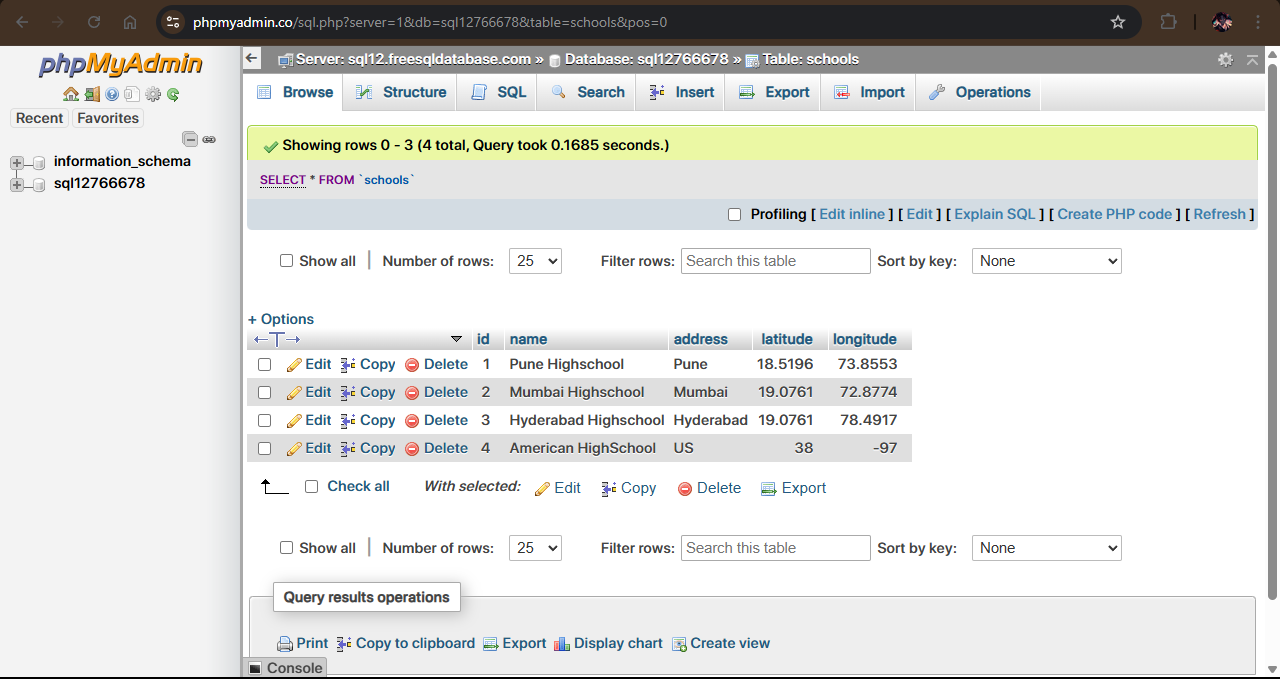 phpmyadmin.co/sql.php?server=1&db=sql12766678&table=schools&pos=0
phpMyAdmin
Recent Favorites
information_schema
sql12766678
Server: sql12.freesqldatabase.com » Database: sql12766678 » Table: schools
Browse Structure SQL Search Insert Export Import Operations
Showing rows 0 - 3 (4 total, Query took 0.1685 seconds.)
SELECT * FROM `schools`
Profiling [ Edit inline ] [ Edit ] [ Explain SQL ] [ Create PHP code ] [ Refresh ]
Show all | Number of rows: 25 Filter rows: Search this table Sort by key: None
+ Options
←T→ id name address latitude longitude
Edit Copy Delete 1 Pune Highschool Pune 18.5196 73.8553
Edit Copy Delete 2 Mumbai Highschool Mumbai 19.0761 72.8774
Edit Copy Delete 3 Hyderabad Highschool Hyderabad 19.0761 78.4917
Edit Copy Delete 4 American HighSchool US 38 -97
Check all With selected: Edit Copy Delete Export
Show all | Number of rows: 25 Filter rows: Search this table Sort by key: None
Query results operations
Print Copy to clipboard Export Display chart Create view
Console